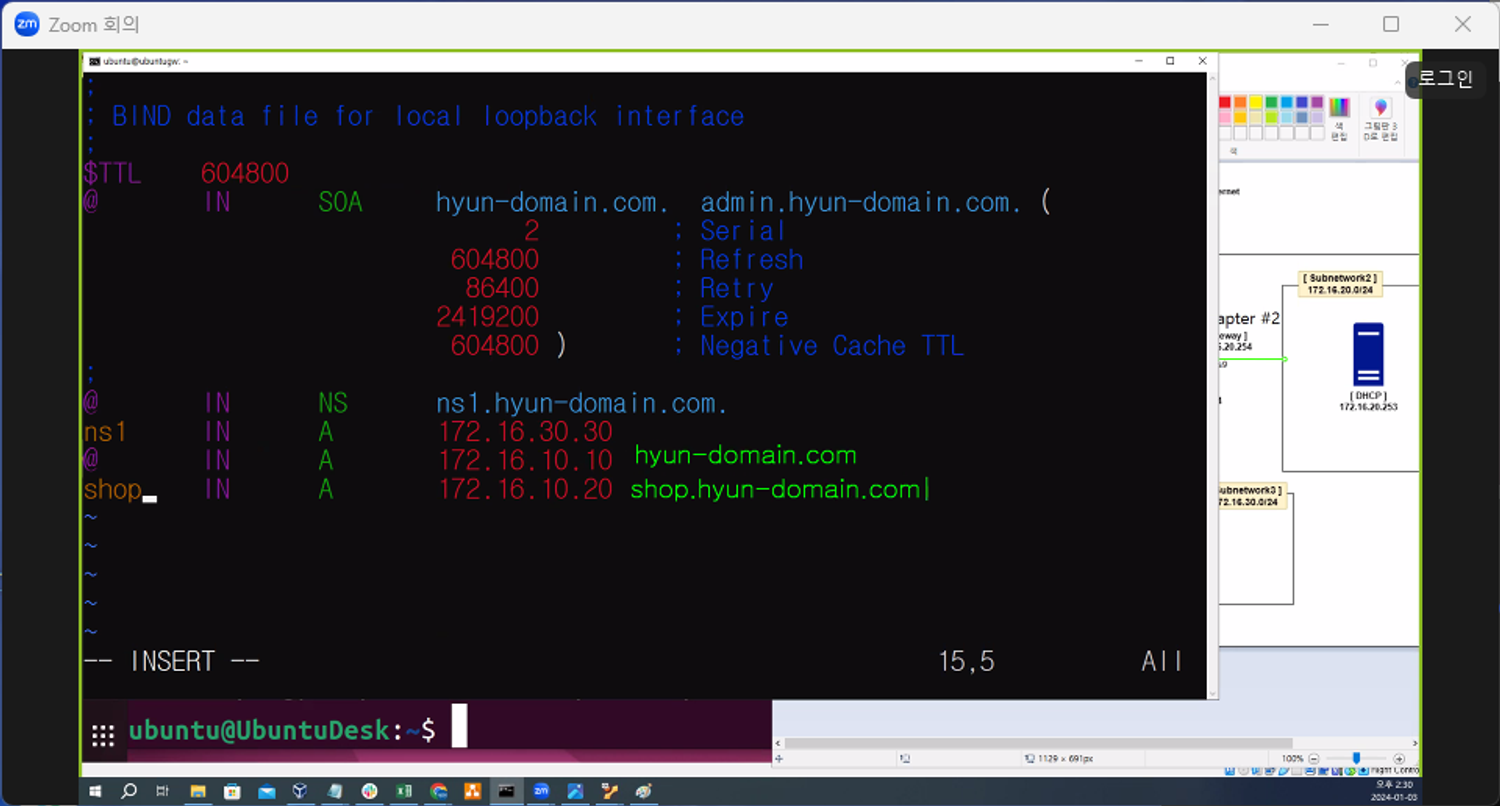 zm Zoom 회의
로그인
ubuntu@ubuntugw: ~
;
; BIND data file for local loopback interface
;
$TTL 604800
@ IN SOA hyun-domain.com. admin.hyun-domain.com. (
2 ; Serial
604800 ; Refresh
86400 ; Retry
2419200 ; Expire
604800 ) ; Negative Cache TTL
;
@ IN NS ns1.hyun-domain.com.
ns1 IN A 172.16.30.30
@ IN A 172.16.10.10 hyun-domain.com
shop IN A 172.16.10.20 shop.hyun-domain.com
~
~
~
~
~
-- INSERT -- 15,5 All
색
편집
그림판 3
D로 편집
색
[ Subnetwork2 ]
172.16.20.0/24
apter #2
[ DHCP ]
172.16.20.253
ubnetwork3 ]
72.16.30.0/24
ubuntu@UbuntuDesk:~$
1129 × 691px
100%
오후 2:30
2024-01-03